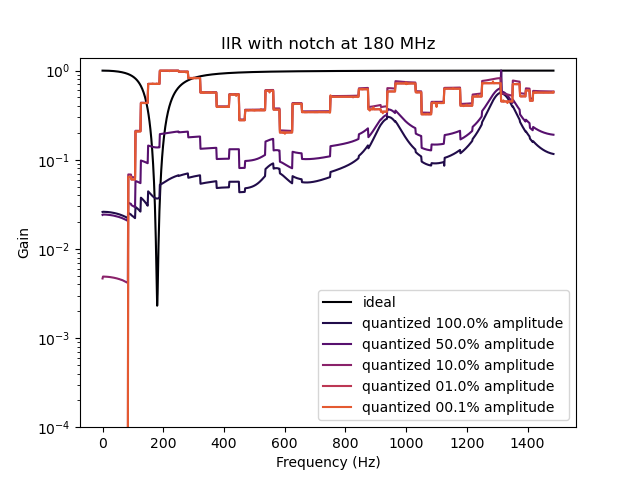 IIR with notch at 180 MHz
10⁰
10⁻¹
10⁻²
10⁻³
10⁻⁴
Gain
ideal
quantized 100.0% amplitude
quantized 50.0% amplitude
quantized 10.0% amplitude
quantized 01.0% amplitude
quantized 00.1% amplitude
0 200 400 600 800 1000 1200 1400
Frequency (Hz)